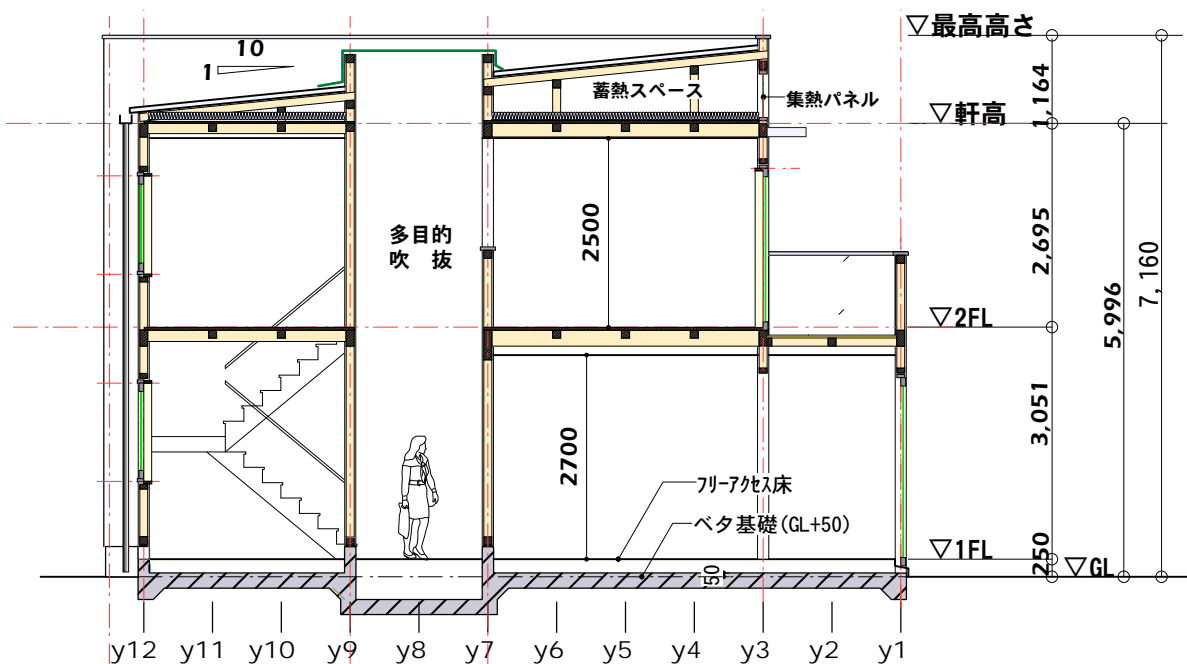 ▽最高高さ
10
1
1,164
蓄熱スペース
集熱パネル
▽軒高
2500
多目的
吹 抜
2,695
7,160
5,996
▽2FL
3,051
2700
フリーアクセス床
ベタ基礎(GL+50)
▽1FL
250
▽GL
50
y12 y11 y10 y9 y8 y7 y6 y5 y4 y3 y2 y1